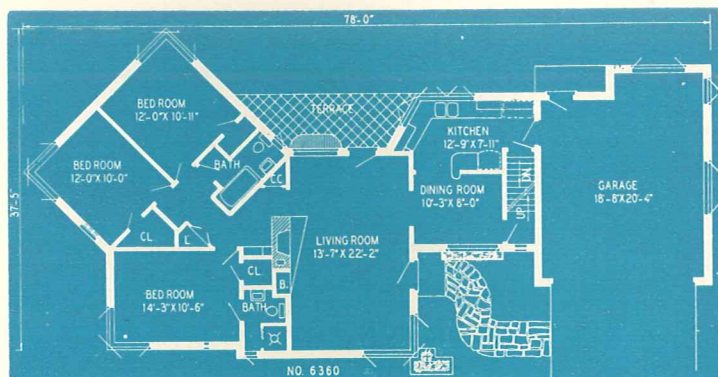 78'-0"
37'-5"
BED ROOM
12'-0"X 10'-11"
TERRACE
BED ROOM
12'-0"X 10'-0"
BATH
KITCHEN
12'-9"X 7'-11"
DINING ROOM
10'-3"X 8'-0"
GARAGE
18'-8"X 20'-4"
UP
DN.
CL.
L.
LIVING ROOM
13'-7"X 22'-2"
CL.
B.
BED ROOM
14'-3"X 10'-6"
BATH
NO. 6360